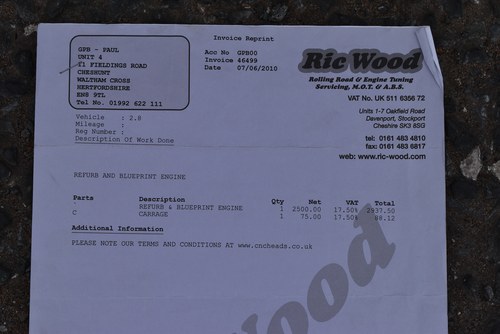 Invoice Reprint
GPB - PAUL
UNIT 4
11 FIELDINGS ROAD
CHESHUNT
WALTHAM CROSS
HERTFORDSHIRE
EN8 9TL
Tel No. 01992 622 111
Acc No GPB00
Invoice 46499
Date 07/06/2010
Ric Wood
Rolling Road & Engine Tuning
Servicing, M.O.T. & A.B.S.
VAT No. UK 511 6356 72
Units 1-7 Oakfield Road
Davenport, Stockport
Cheshire SK3 8SG
tel: 0161 483 4810
fax: 0161 483 6817
web: www.ric-wood.com
Vehicle : 2.8
Mileage :
Reg Number :
Description Of Work Done
REFURB AND BLUEPRINT ENGINE
Parts Description Qty Net VAT Total
REFURB & BLUEPRINT ENGINE 1 2500.00 17.50% 2937.50
C CARRAGE 1 75.00 17.50% 88.12
Additional Information
PLEASE NOTE OUR TERMS AND CONDITIONS AT www.cncheads.co.uk
Wood